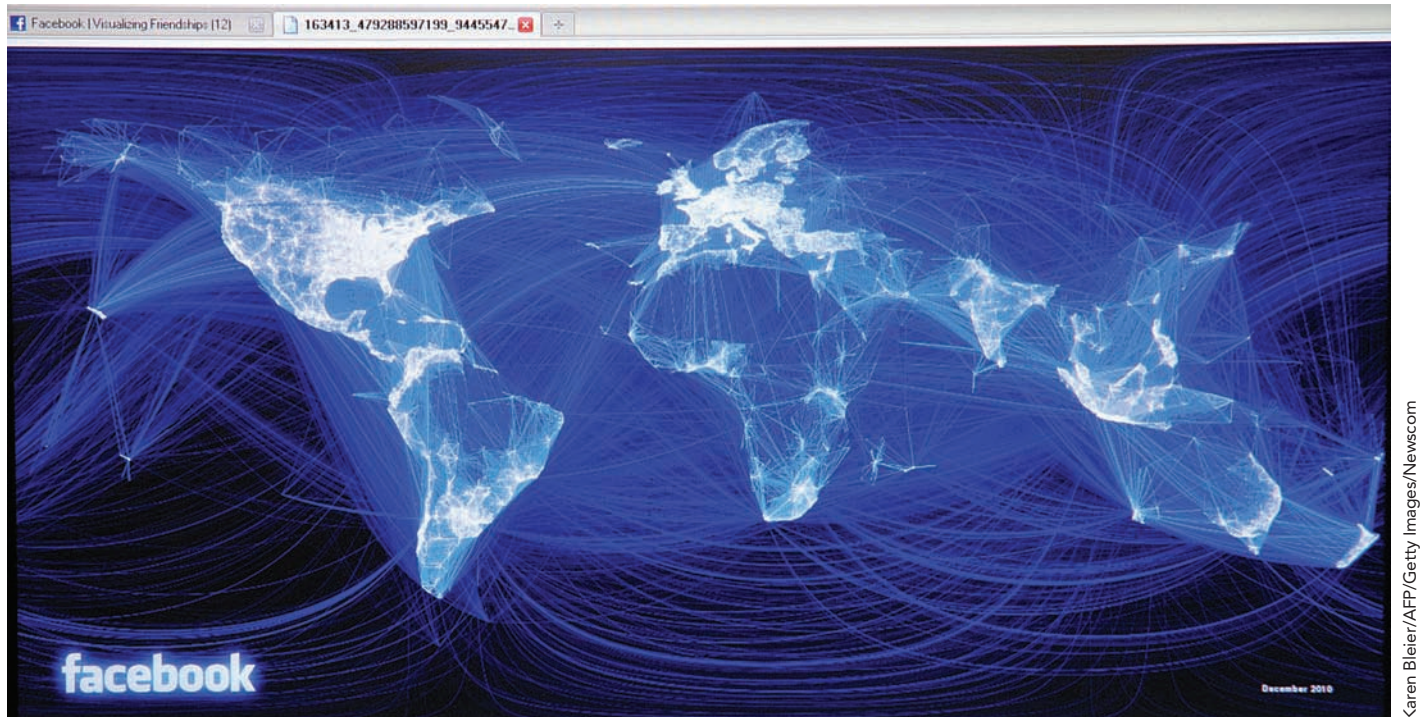 Facebook | Visualizing Friendships (12)
163413_479288597199_9445547...
facebook
December 2010
Karen Bleier/AFP/Getty Images/Newscom